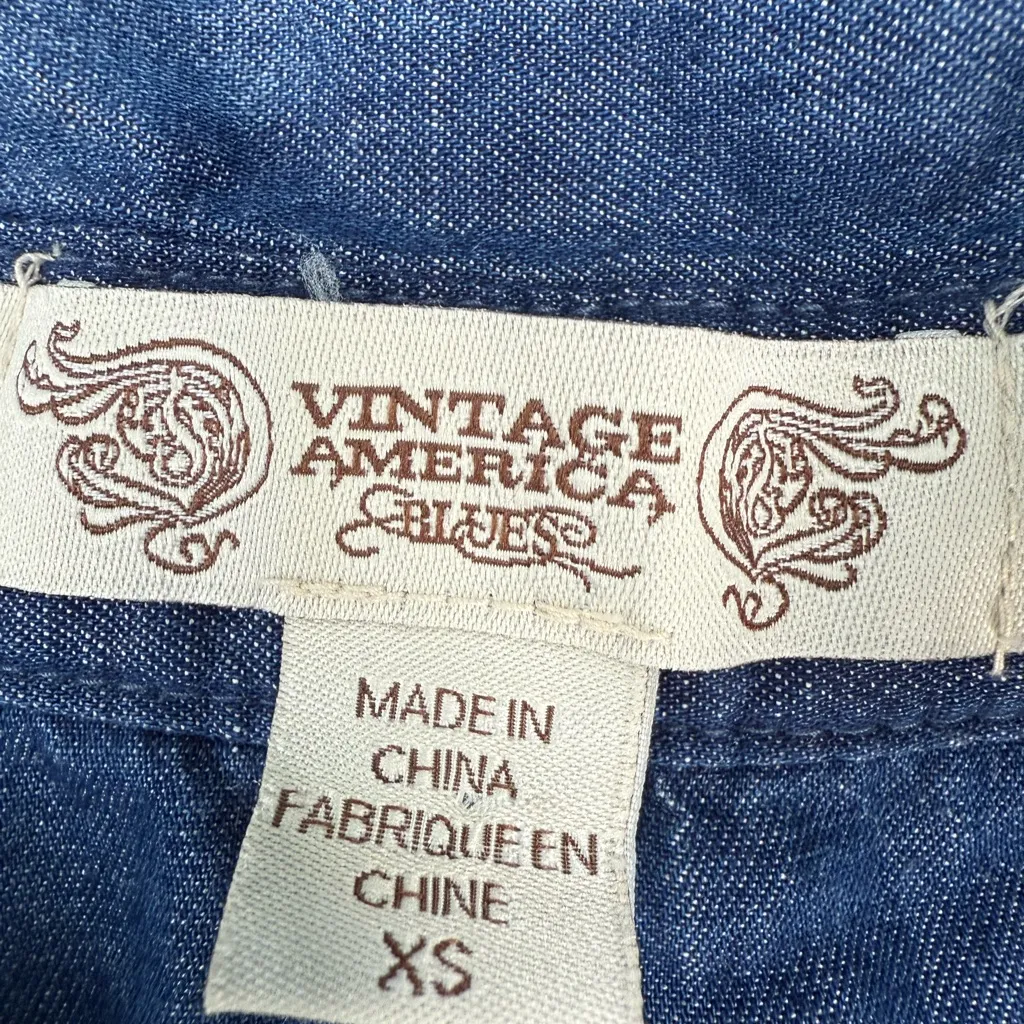 VINTAGE
AMERICA
BLUES
MADE IN
CHINA
FABRIQUE EN
CHINE
XS